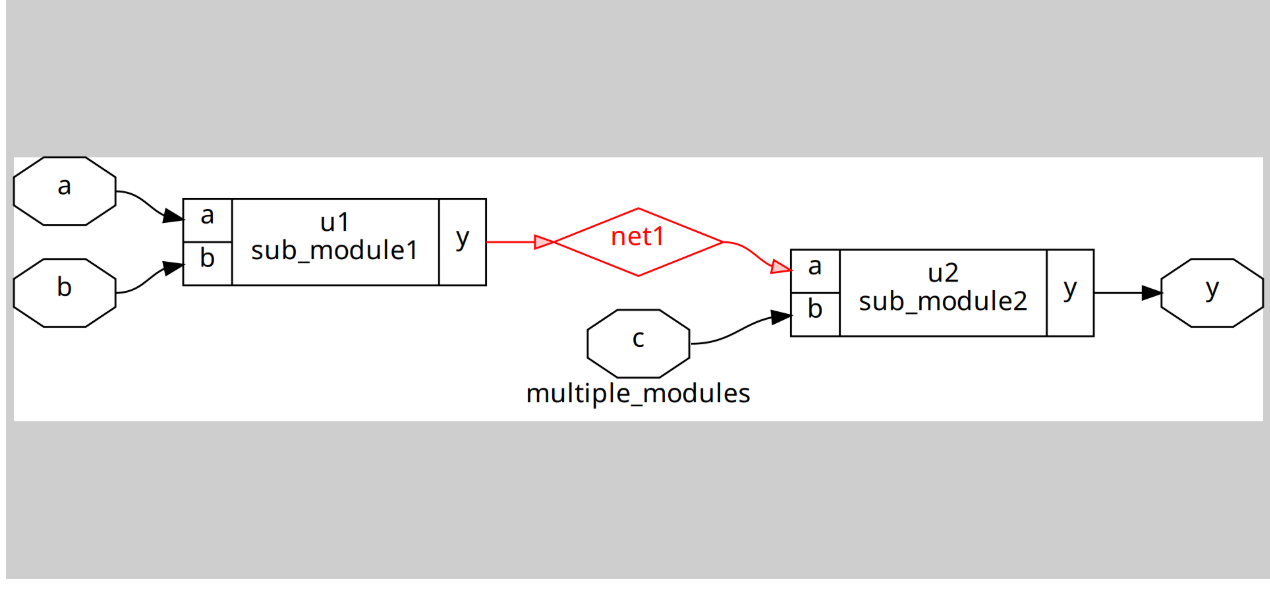 a
b
a
b
u1
sub_module1
y
net1
c
a
b
u2
sub_module2
y
y
multiple_modules